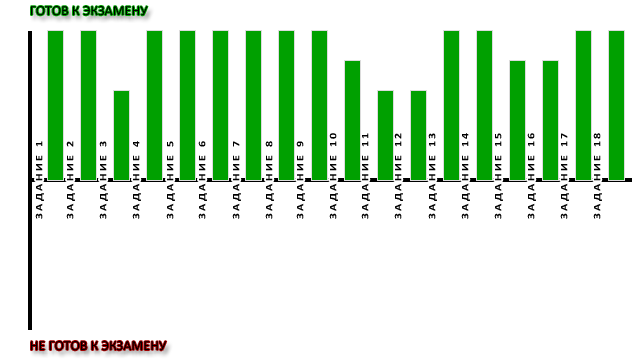 ГОТОВ К ЭКЗАМЕНУ
ЗАДАНИЕ 1
ЗАДАНИЕ 2
ЗАДАНИЕ 3
ЗАДАНИЕ 4
ЗАДАНИЕ 5
ЗАДАНИЕ 6
ЗАДАНИЕ 7
ЗАДАНИЕ 8
ЗАДАНИЕ 9
ЗАДАНИЕ 10
ЗАДАНИЕ 11
ЗАДАНИЕ 12
ЗАДАНИЕ 13
ЗАДАНИЕ 14
ЗАДАНИЕ 15
ЗАДАНИЕ 16
ЗАДАНИЕ 17
ЗАДАНИЕ 18
НЕ ГОТОВ К ЭКЗАМЕНУ